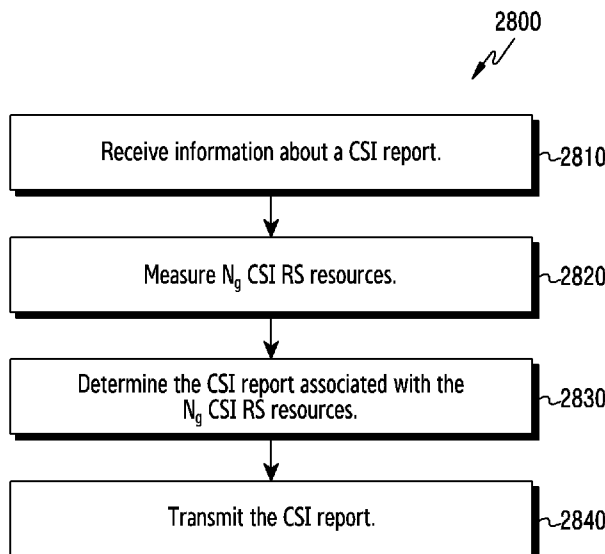 2800
Receive information about a CSI report.
2810
Measure Ng CSI RS resources.
2820
Determine the CSI report associated with the
Ng CSI RS resources.
2830
Transmit the CSI report.
2840